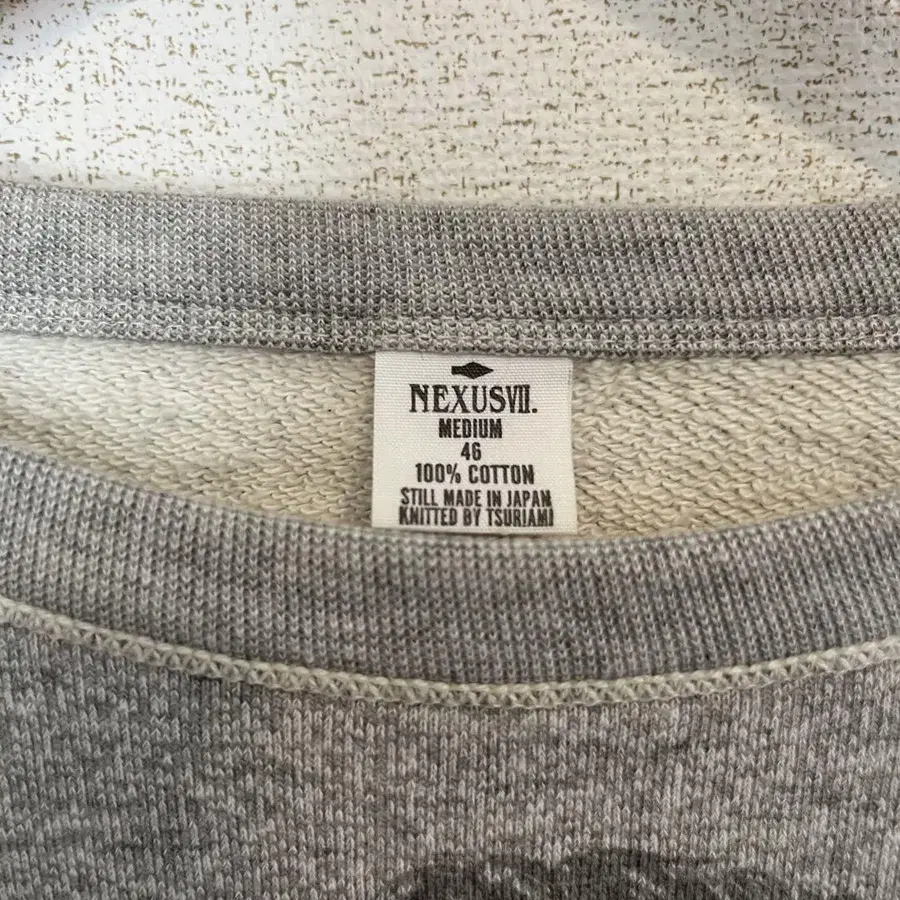 NEXUSVII.
MEDIUM
46
100% COTTON
STILL MADE IN JAPAN
KNITTED BY TSURIAMI